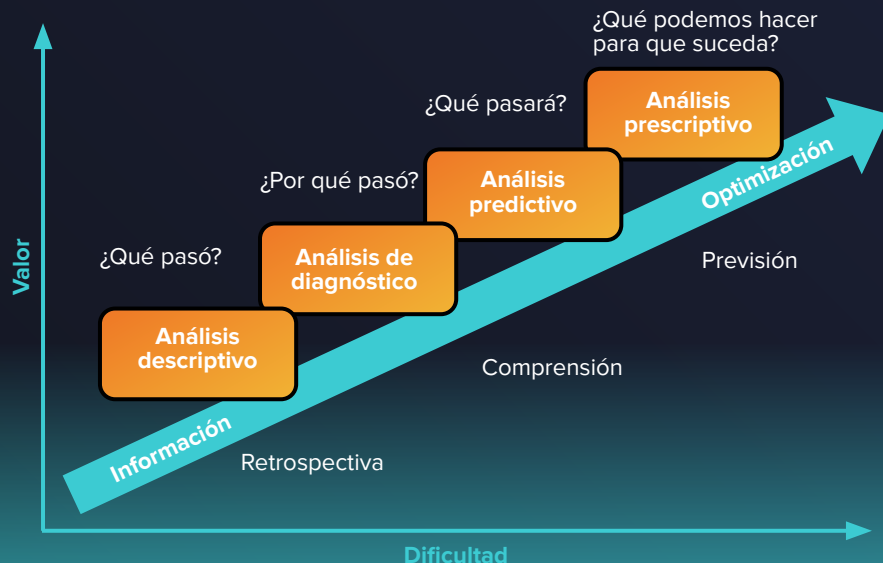 ¿Qué podemos hacer
para que suceda?
Análisis
prescriptivo
¿Qué pasará?
Análisis
predictivo
Optimización
¿Por qué pasó?
Análisis de
diagnóstico
Previsión
¿Qué pasó?
Análisis
descriptivo
Comprensión
Información
Retrospectiva
Valor
Dificultad